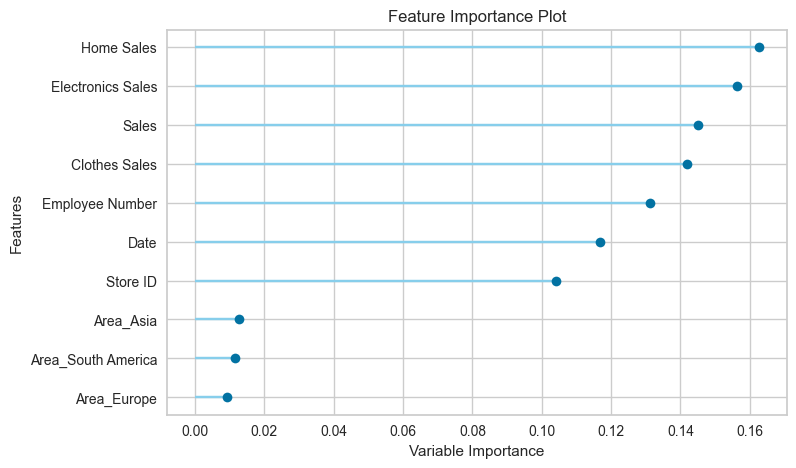 Feature Importance Plot
Home Sales
Electronics Sales
Sales
Clothes Sales
Employee Number
Date
Store ID
Area_Asia
Area_South America
Area_Europe
Features
0.00 0.02 0.04 0.06 0.08 0.10 0.12 0.14 0.16
Variable Importance